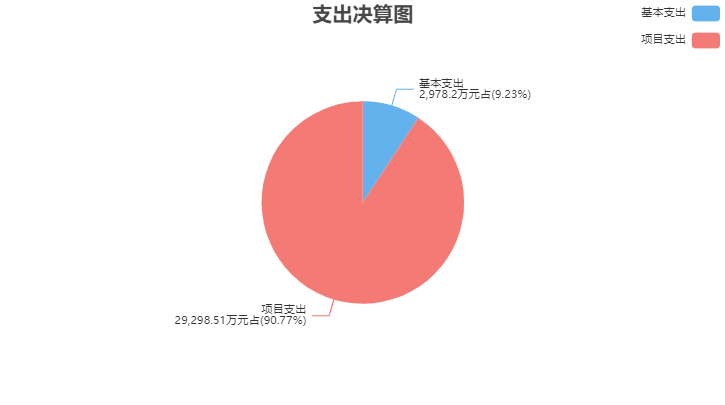 支出决算图
基本支出
项目支出
基本支出
2,978.2万元占(9.23%)
项目支出
29,298.51万元占(90.77%)